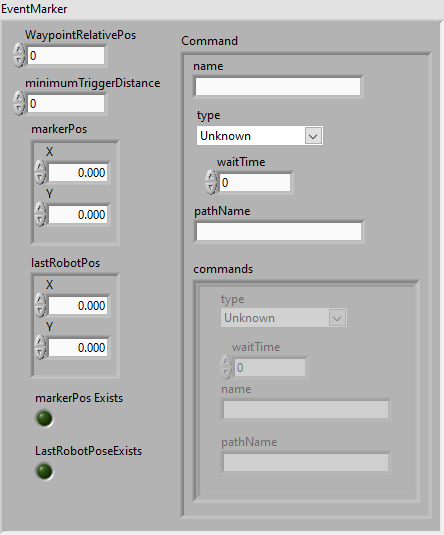 EventMarker
WaypointRelativePos
0
minimumTriggerDistance
0
markerPos
X
0.000
Y
0.000
lastRobotPos
X
0.000
Y
0.000
markerPos Exists
LastRobotPoseExists
Command
name
type
Unknown
waitTime
0
pathName
commands
type
Unknown
waitTime
0
name
pathName